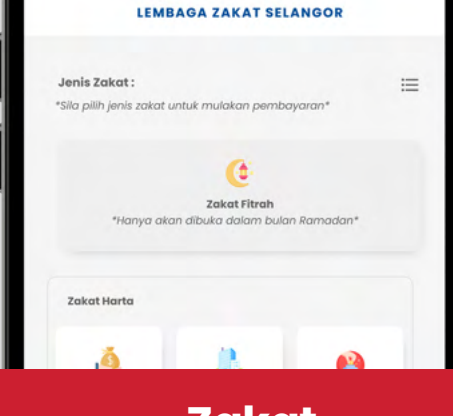 LEMBAGA ZAKAT SELANGOR
Jenis Zakat :
*Sila pilih jenis zakat untuk mulakan pembayaran*
Zakat Fitrah
*Hanya akan dibuka dalam bulan Ramadan*
Zakat Harta
Zakat